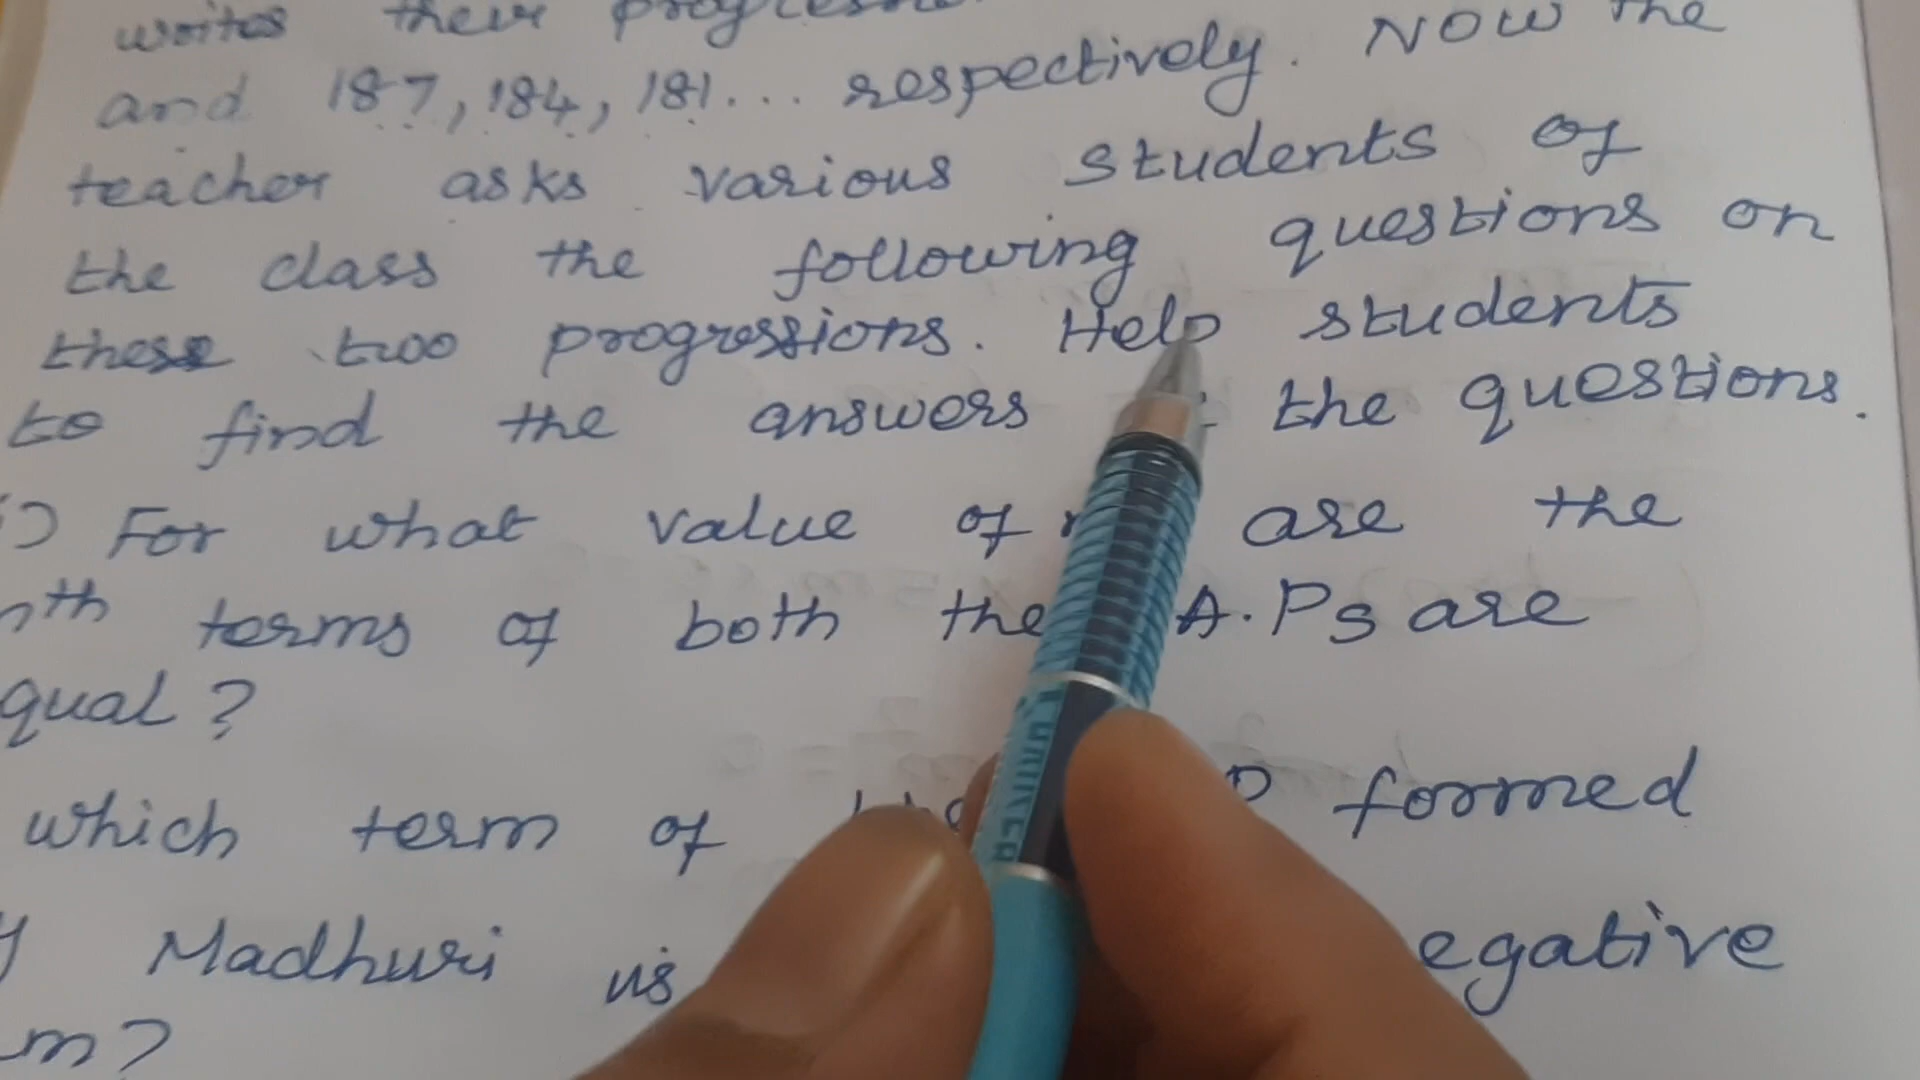 writes their
and 187, 184, 181... respectively. Now the
teacher asks various students of
the class the following questions on
these two progressions. Help students
to find the answers the questions.
i) For what value of are the
nth terms of both the A.Ps are
qual?
which term of formed
y Madhuri is egative
m?
LINKER